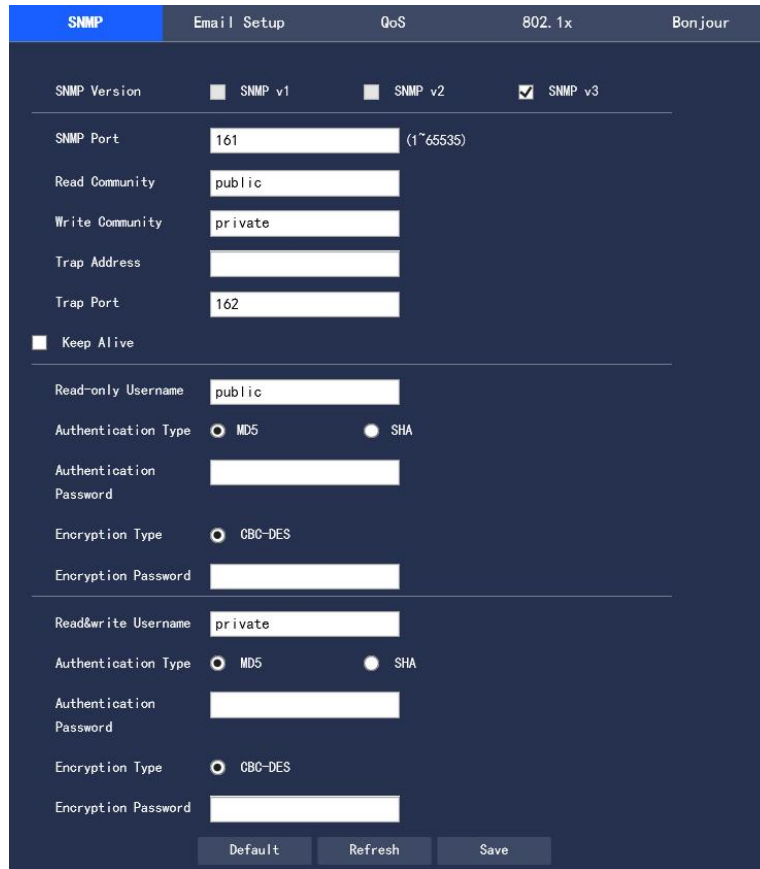 SNMP Email Setup QoS 802.1x Bonjour
SNMP Version SNMP v1 SNMP v2 SNMP v3
SNMP Port 161 (1~65535)
Read Community public
Write Community private
Trap Address
Trap Port 162
Keep Alive
Read-only Username public
Authentication Type MD5 SHA
Authentication
Password
Encryption Type CBC-DES
Encryption Password
Read&write Username private
Authentication Type MD5 SHA
Authentication
Password
Encryption Type CBC-DES
Encryption Password
Default Refresh Save